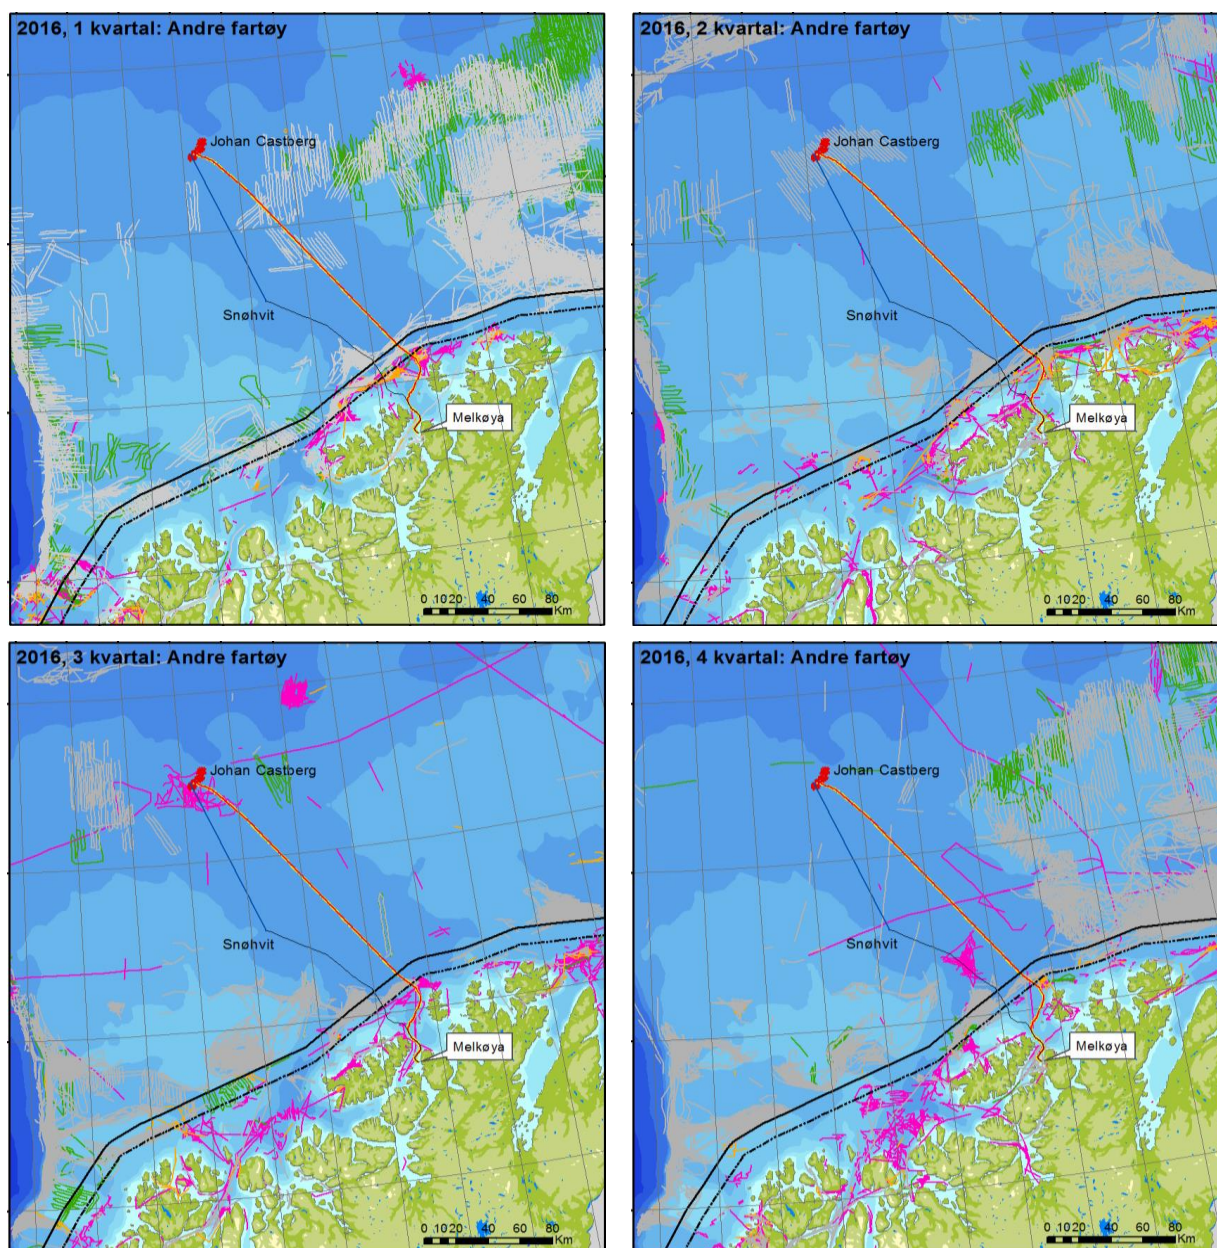 2016, 1 kvartal: Andre fartøy
Johan Castberg
Snøhvit
Melkøya
0 10 20 40 60 80
Km
2016, 2 kvartal: Andre fartøy
Johan Castberg
Snøhvit
Melkøya
0 10 20 40 60 80
Km
2016, 3 kvartal: Andre fartøy
Johan Castberg
Snøhvit
Melkøya
0 10 20 40 60 80
Km
2016, 4 kvartal: Andre fartøy
Johan Castberg
Snøhvit
Melkøya
0 10 20 40 60 80
Km